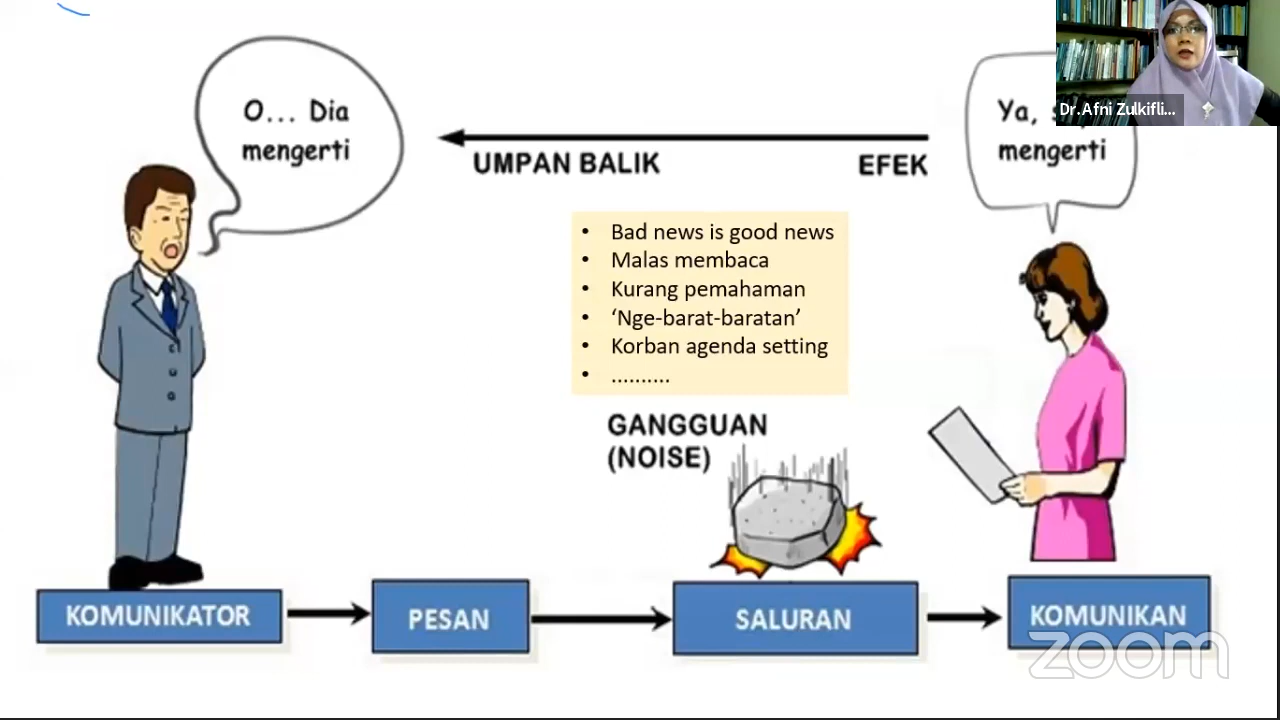 O... Dia
mengerti
UMPAN BALIK
EFEK
Ya, 
mengerti
Dr.Afni Zulkifli...
• Bad news is good news
• Malas membaca
• Kurang pemahaman
• ‘Nge-barat-baratan’
• Korban agenda setting
• ..........
GANGGUAN
(NOISE)
KOMUNIKATOR
PESAN
SALURAN
KOMUNIKAN
zoom